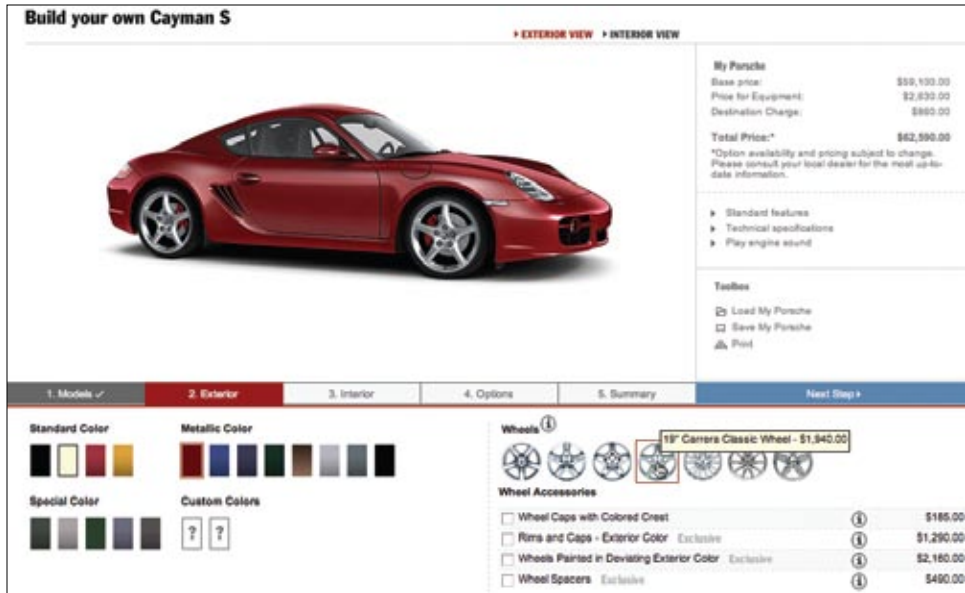 Build your own Cayman S
EXTERIOR VIEW INTERIOR VIEW
My Porsche
Base price: $59,100.00
Price for Equipment: $2,630.00
Destination Charge: $860.00
Total Price:* $62,590.00
*Option availability and pricing subject to change.
Please consult your local dealer for the most up-to-
date information.
Standard features
Technical specifications
Play engine sound
Toolbox
Load My Porsche
Save My Porsche
Print
1. Models ✓ 2. Exterior 3. Interior 4. Options 5. Summary Next Step
Standard Color Metallic Color Wheels i
19" Carrera Classic Wheel - $1,940.00
Special Color Custom Colors
? ?
Wheel Accessories
Wheel Caps with Colored Crest i $185.00
Rims and Caps - Exterior Color Exclusive i $1,290.00
Wheels Painted in Deviating Exterior Color Exclusive i $2,160.00
Wheel Spacers Exclusive i $490.00